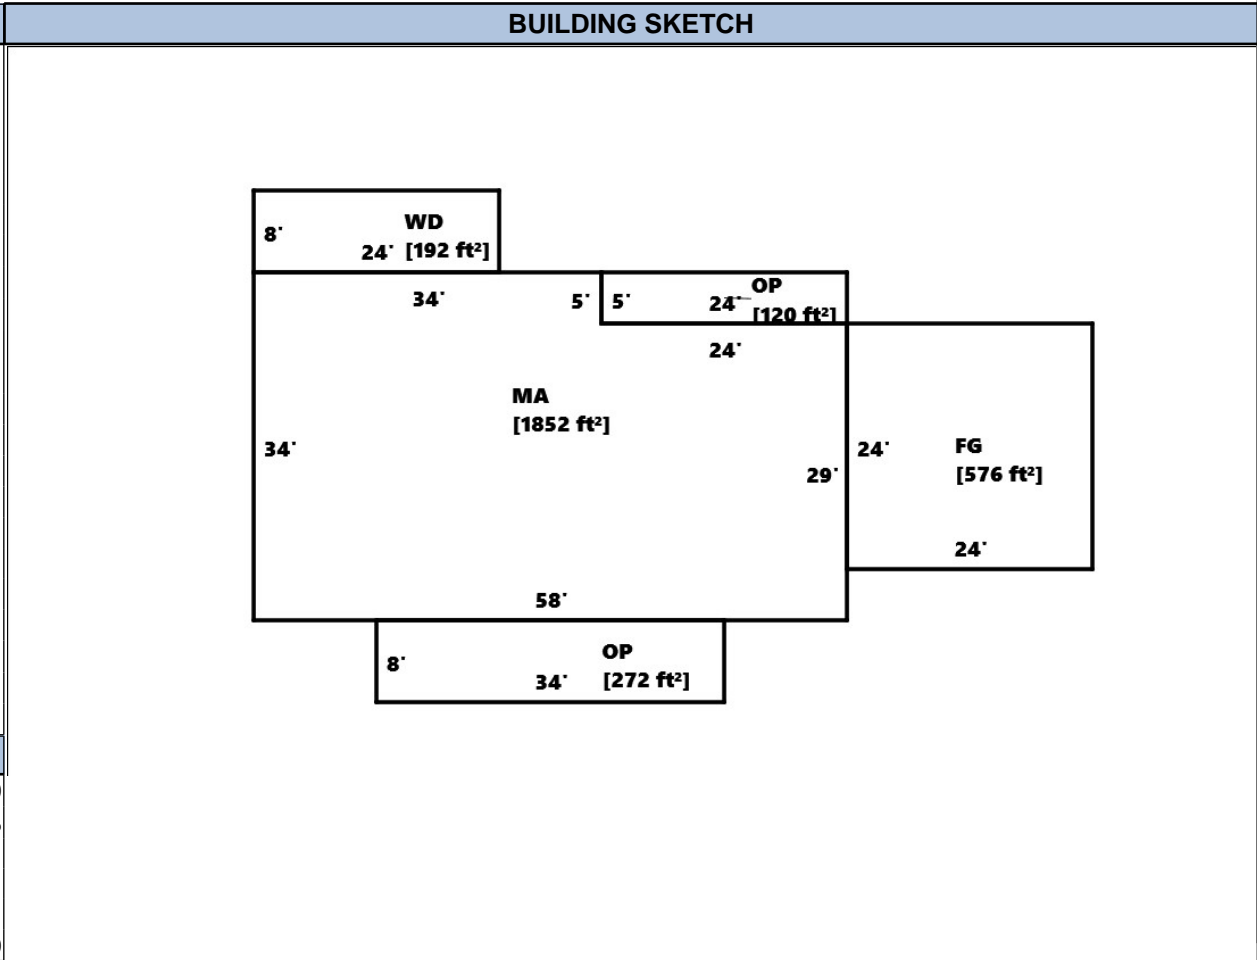 BUILDING SKETCH
WD
8'
24' [192 ft²]
34'
5'
5'
24'
OP
[120 ft²]
24'
MA
[1852 ft²]
34'
29'
24'
FG
[576 ft²]
24'
58'
8'
34'
OP
[272 ft²]